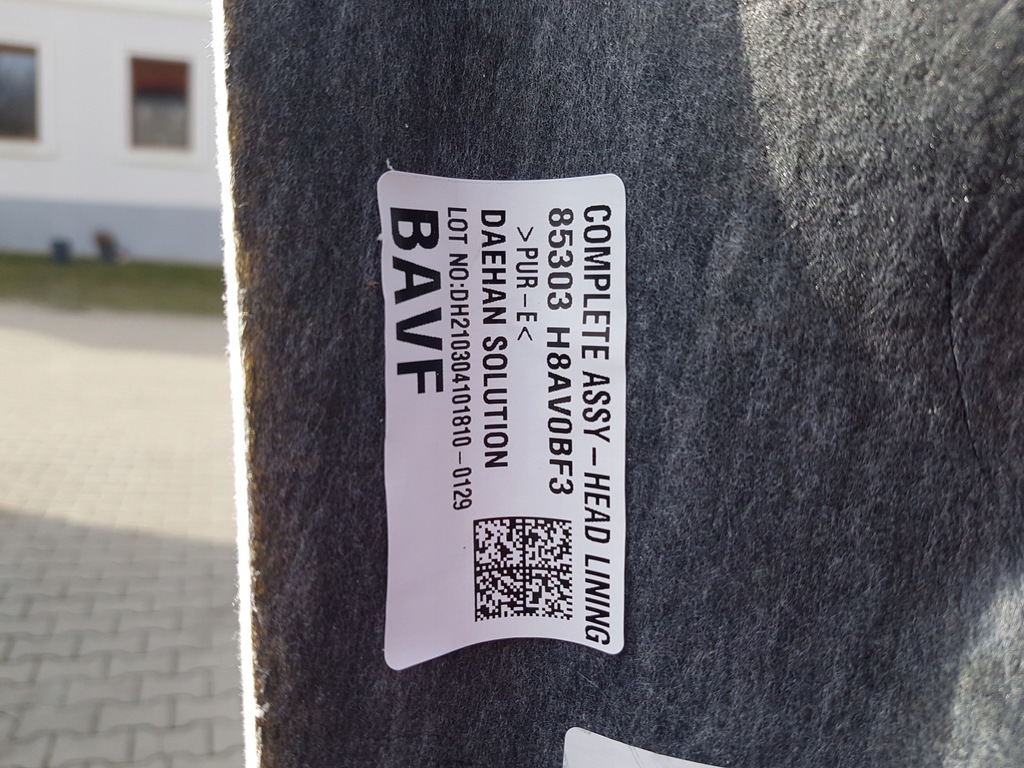 COMPLETE ASSY-HEAD LINING
85303 H8AV0BF3
>PUR-E<
DAEHAN SOLUTION
LOT NO:DH210304101810-0129
BAVF